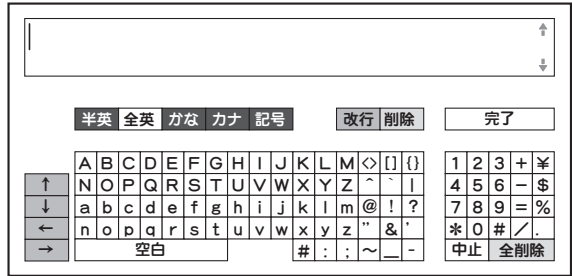 半英 全英 かな カナ 記号 改行 削除 完了
A B C D E F G H I J K L M <> [] {} 1 2 3 + ¥
↑ N O P Q R S T U V W X Y Z ^ ` | 4 5 6 - $
↓ a b c d e f g h i j k l m @ ! ? 7 8 9 = %
← n o p q r s t u v w x y z " & ' * 0 # / .
→ 空白 # : ; ~ _ - 中止 全削除